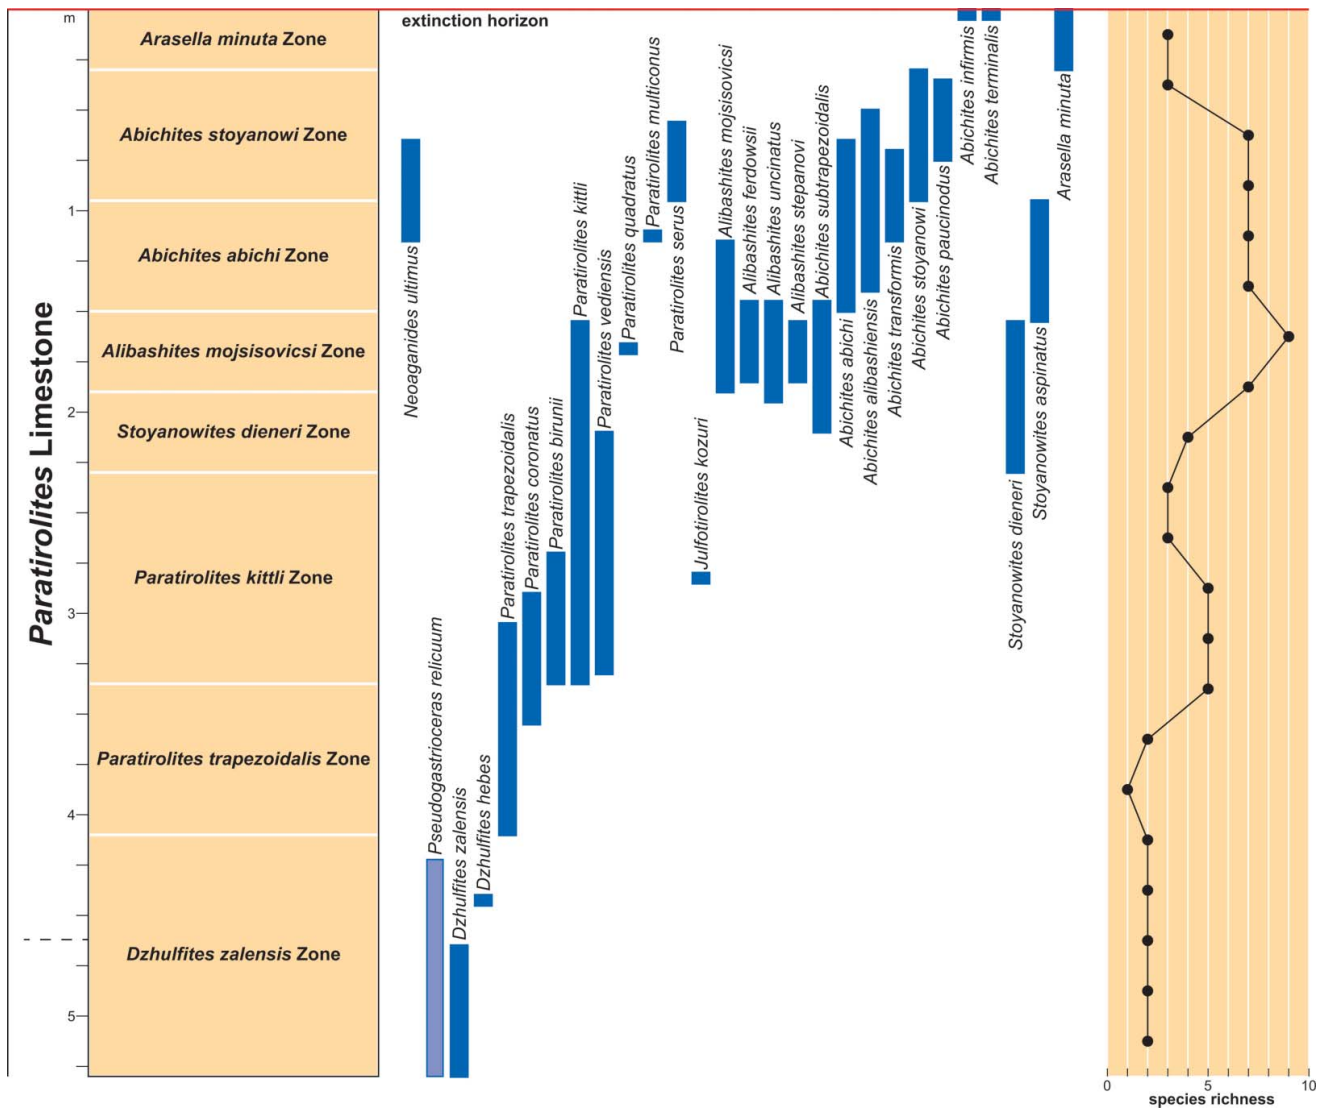 m
extinction horizon
Arasella minuta Zone
Abichites stoyanowi Zone
1
Abichites abichi Zone
Alibashites mojsisovicsi Zone
2
Stoyanowites dieneri Zone
Paratirolites kittli Zone
3
Paratirolites trapezoidalis Zone
4
Dzhulfites zalensis Zone
5
Paratirolites Limestone
Neoaganides ultimus
Pseudogastrioceras relicuum
Dzhulfites zalensis
Dzhulfites hebes
Paratirolites trapezoidalis
Paratirolites coronatus
Paratirolites birunii
Paratirolites kittli
Paratirolites vediensis
Paratirolites quadratus
Paratirolites multiconus
Paratirolites serus
Julfotirolites kozuri
Alibashites mojsisovicsi
Alibashites ferdowsii
Alibashites uncinatus
Alibashites stepanovi
Abichites subtrapezoidalis
Abichites abichi
Abichites alibashiensis
Abichites transformis
Abichites stoyanowi
Abichites paucinodus
Abichites infirmis
Abichites terminalis
Stoyanowites dieneri
Stoyanowites aspinatus
Arasella minuta
0 5 10
species richness